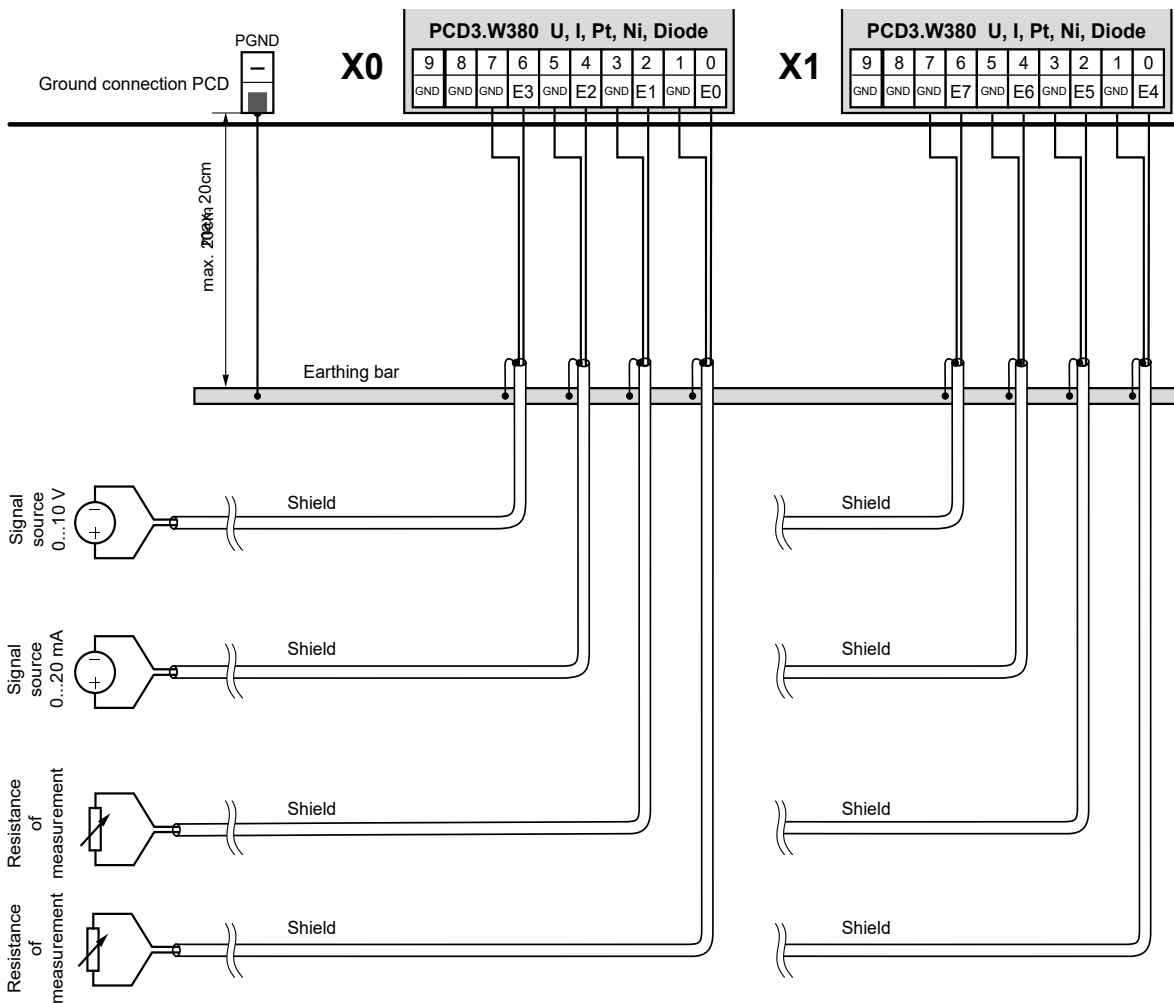 PGND
–
Ground connection PCD
X0
PCD3.W380 U, I, Pt, Ni, Diode
9 8 7 6 5 4 3 2 1 0
GND GND GND E3 GND E2 GND E1 GND E0
X1
PCD3.W380 U, I, Pt, Ni, Diode
9 8 7 6 5 4 3 2 1 0
GND GND GND E7 GND E6 GND E5 GND E4
max. 20cm
max. 20cm
Earthing bar
Signal
source
0...10 V
–
+
Shield
Shield
Signal
source
0...20 mA
–
+
Shield
Shield
Resistance
of
measurement
Shield
Shield
Resistance
of
measurement
Shield
Shield